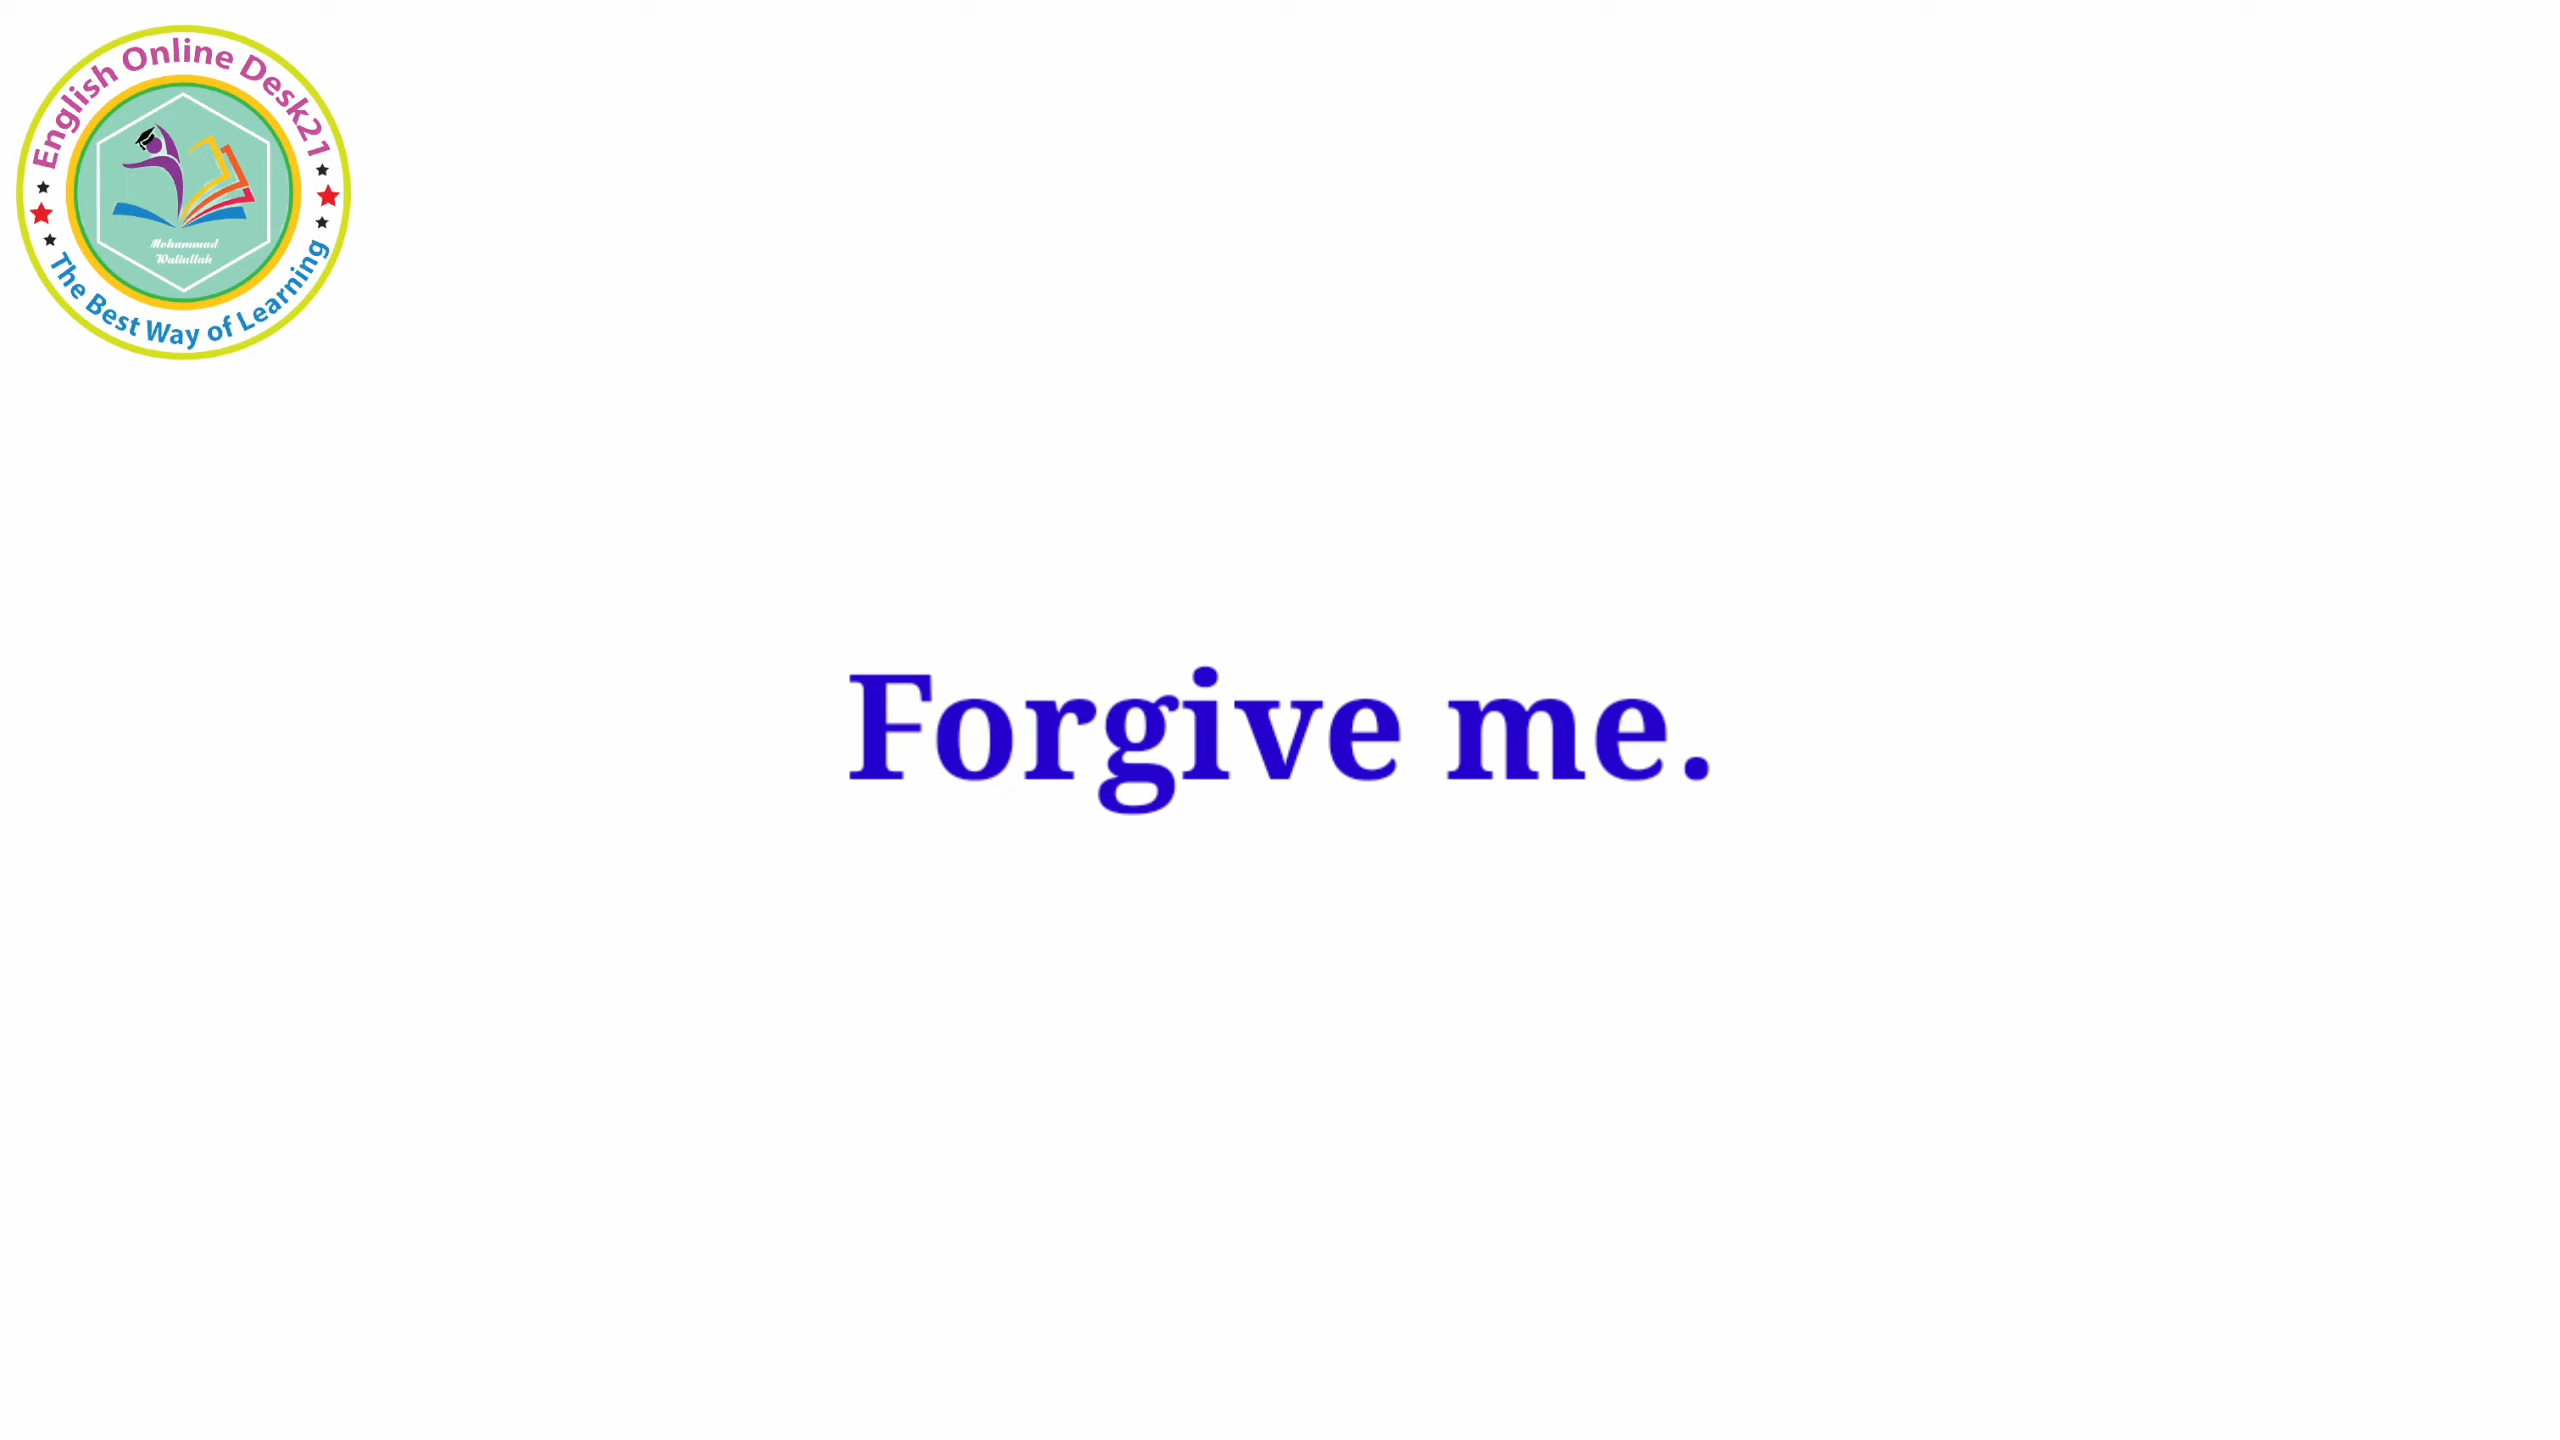 English Online Desk21
Mohammad
Waliullah
The Best Way of Learning
Forgive me.